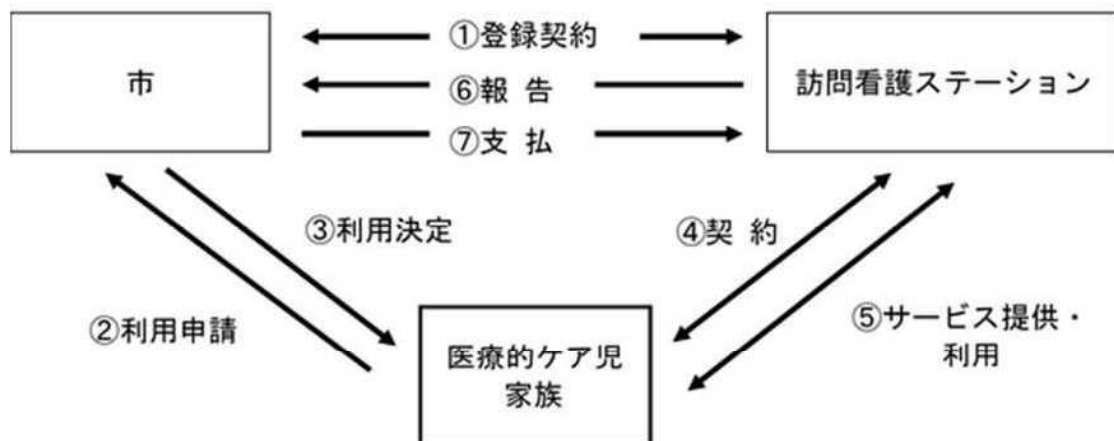 市
①登録契約
⑥報 告
⑦支 払
訪問看護ステーション
③利用決定
②利用申請
④契 約
⑤サービス提供・
利用
医療的ケア児
家族